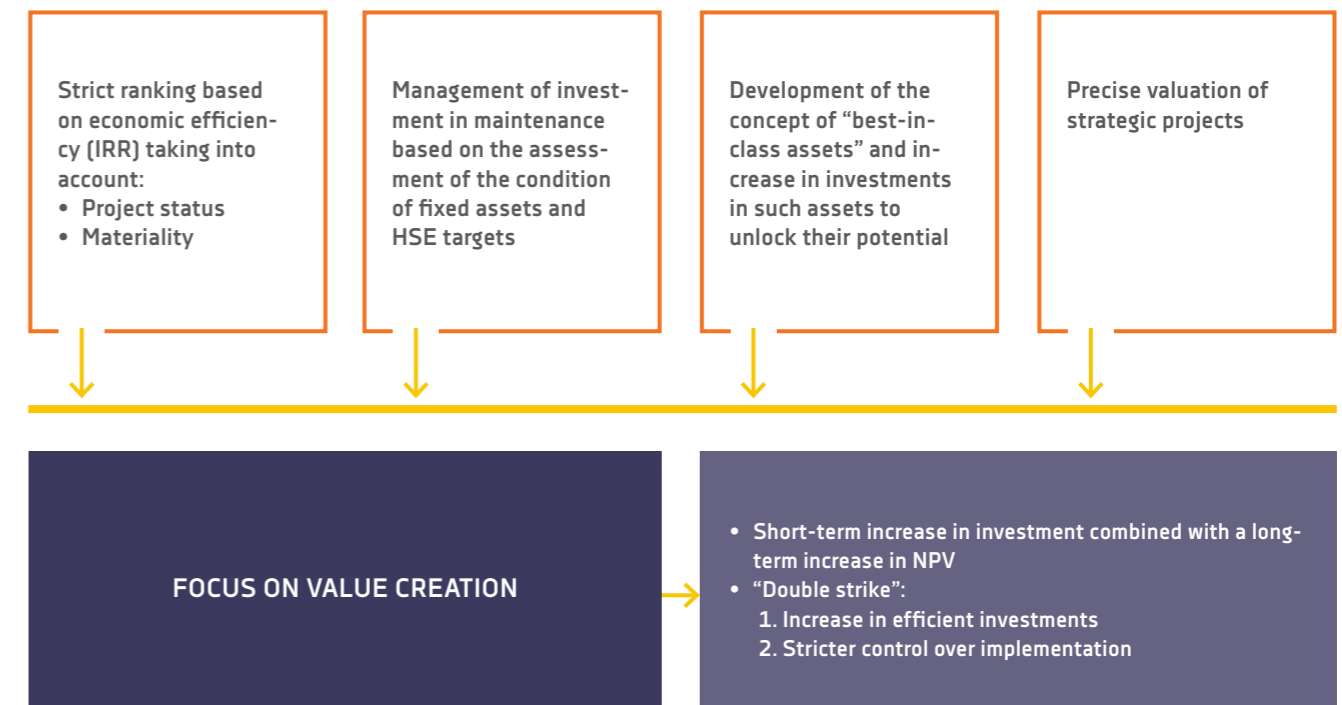 Strict ranking based
on economic efficien-
cy (IRR) taking into
account:
• Project status
• Materiality
Management of invest-
ment in maintenance
based on the assess-
ment of the condition
of fixed assets and
HSE targets
Development of the
concept of “best-in-
class assets” and in-
crease in investments
in such assets to
unlock their potential
Precise valuation of
strategic projects
FOCUS ON VALUE CREATION
• Short-term increase in investment combined with a long-
term increase in NPV
• “Double strike”:
1. Increase in efficient investments
2. Stricter control over implementation